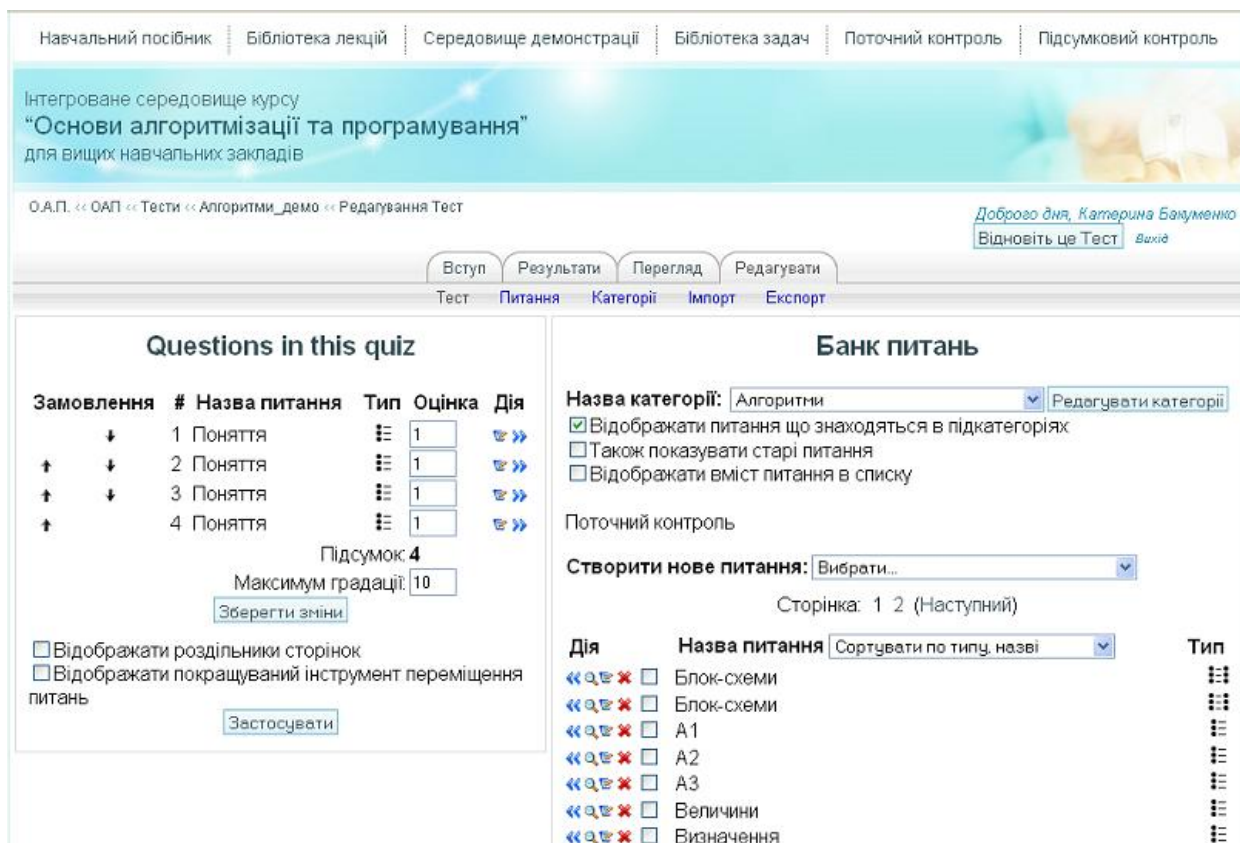 Навчальний посібник Бібліотека лекцій Середовище демонстрації Бібліотека задач Поточний контроль Підсумковий контроль
Інтегроване середовище курсу
“Основи алгоритмізації та програмування”
для вищих навчальних закладів
О.А.П. ‹‹ ОАП ‹‹ Тести ‹‹ Алгоритми_демо ‹‹ Редагування Тест
Доброго дня, Катерина Бакуменко
Відновіть це Тест Вихід
Вступ Результати Перегляд Редагувати
Тест Питання Категорії Імпорт Експорт
Questions in this quiz
Замовлення # Назва питання Тип Оцінка Дія
1 Поняття 1
2 Поняття 1
3 Поняття 1
4 Поняття 1
Підсумок: 4
Максимум градації: 10
Зберегти зміни
Відображати роздільники сторінок
Відображати покращуваний інструмент переміщення
питань
Застосувати
Банк питань
Назва категорії: Алгоритми Редагувати категорії
Відображати питання що знаходяться в підкатегоріях
Також показувати старі питання
Відображати вміст питання в списку
Поточний контроль
Створити нове питання: Вибрати...
Сторінка: 1 2 (Наступний)
Дія Назва питання Сортувати по типу, назві Тип
Блок-схеми
Блок-схеми
А1
А2
А3
Величини
Визначення